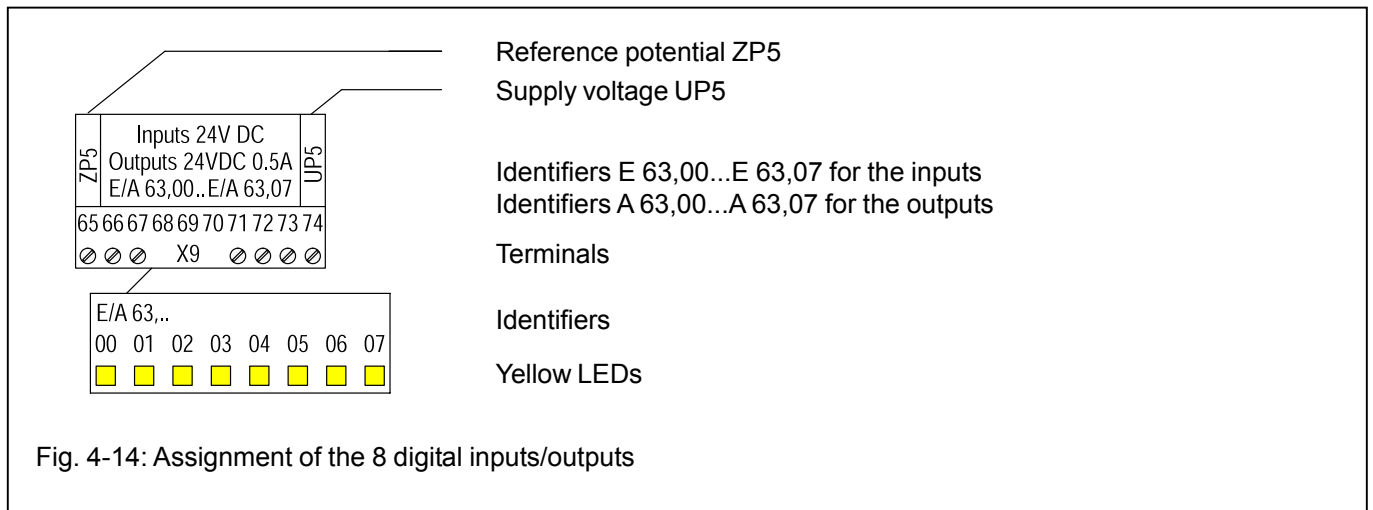 Reference potential ZP5
Supply voltage UP5
ZP5
Inputs 24V DC
Outputs 24VDC 0.5A
E/A 63,00..E/A 63,07
UP5
Identifiers E 63,00...E 63,07 for the inputs
Identifiers A 63,00...A 63,07 for the outputs
65 66 67 68 69 70 71 72 73 74
X9
Terminals
E/A 63,..
Identifiers
00 01 02 03 04 05 06 07
Yellow LEDs
Fig. 4-14: Assignment of the 8 digital inputs/outputs